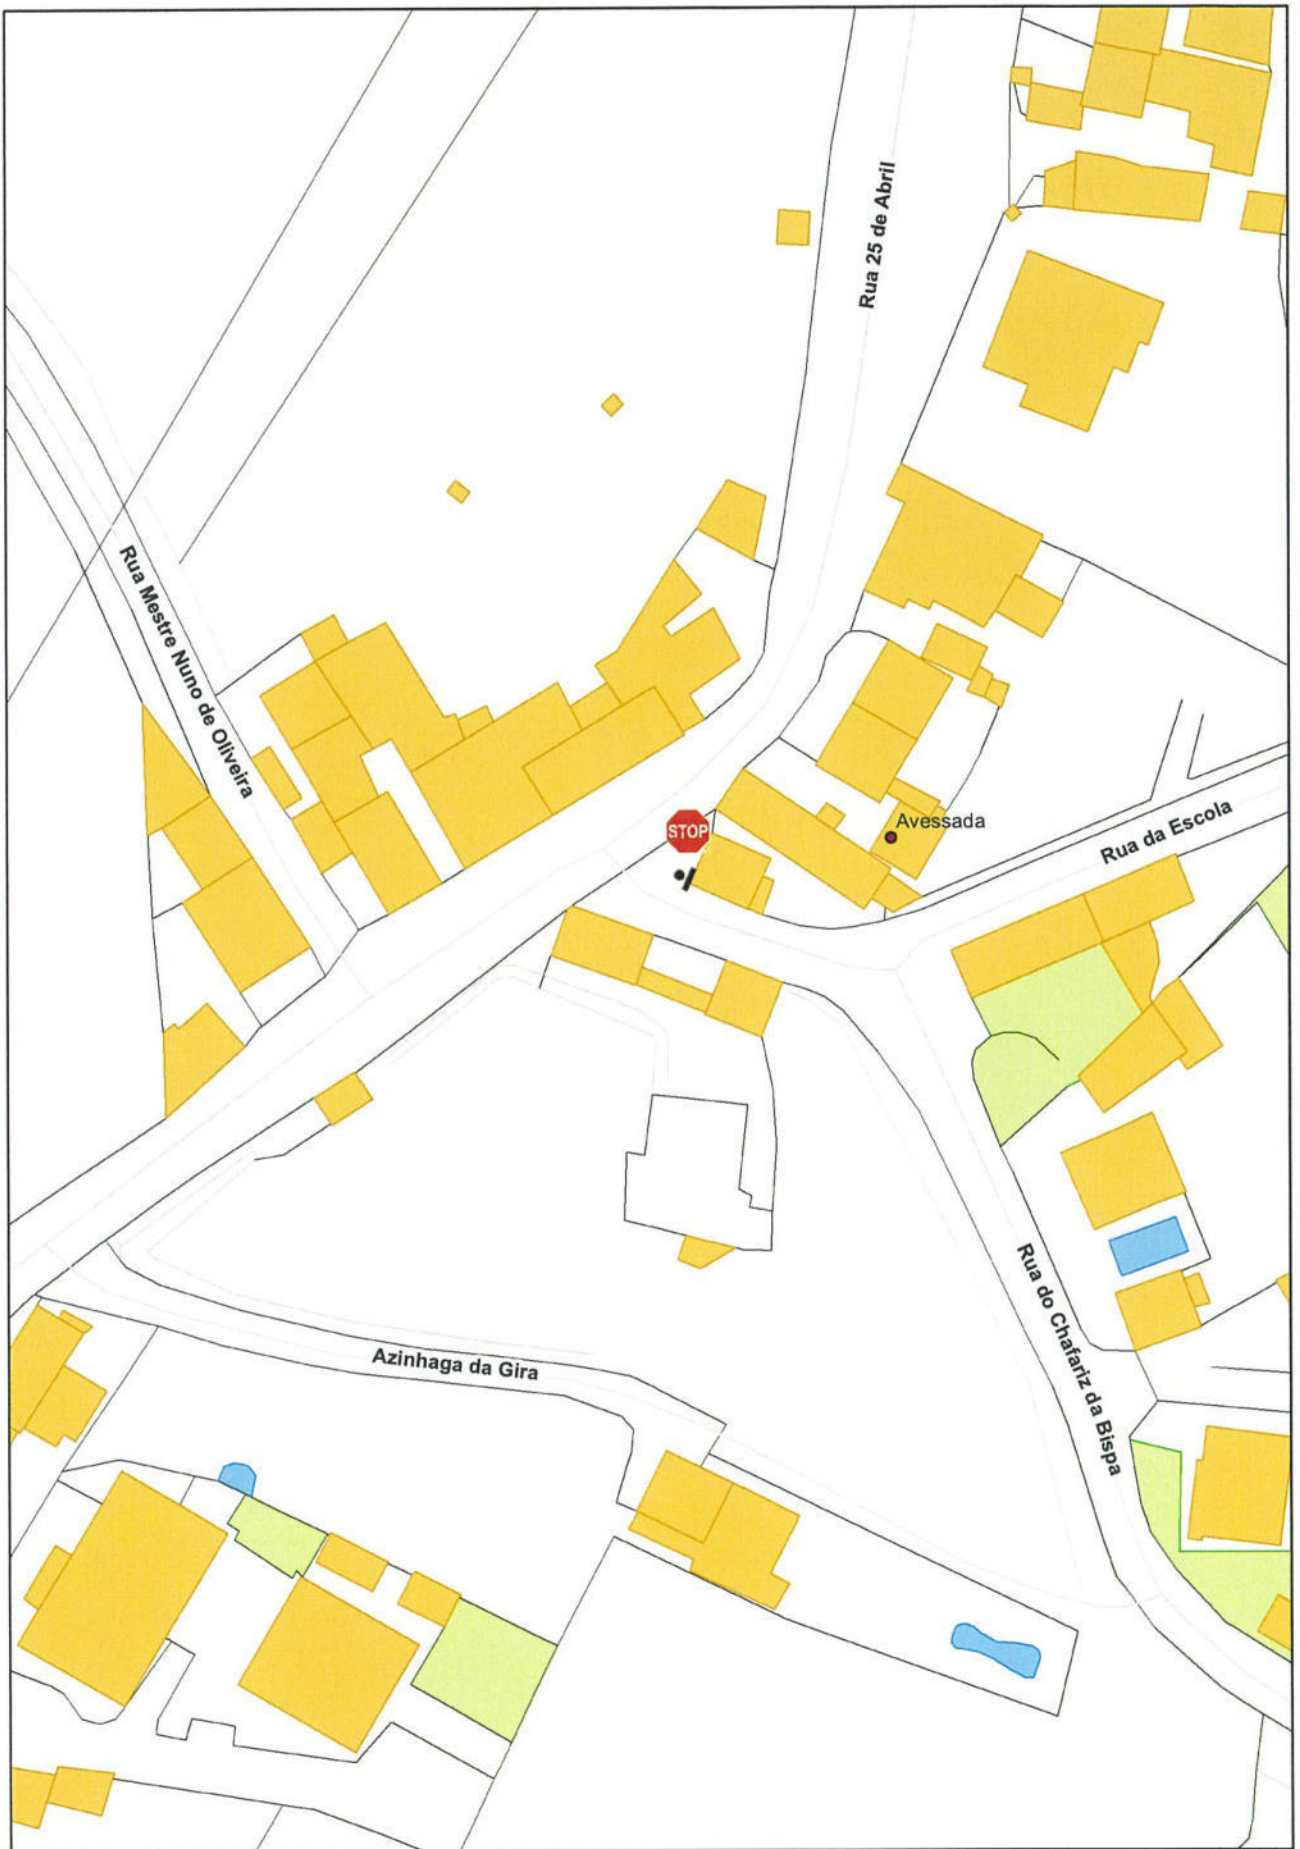 Rua 25 de Abril
Rua Mestre Nuno de Oliveira
STOP
Avessada
Rua da Escola
Rua do Chafariz da Bispa
Azinhaga da Gira